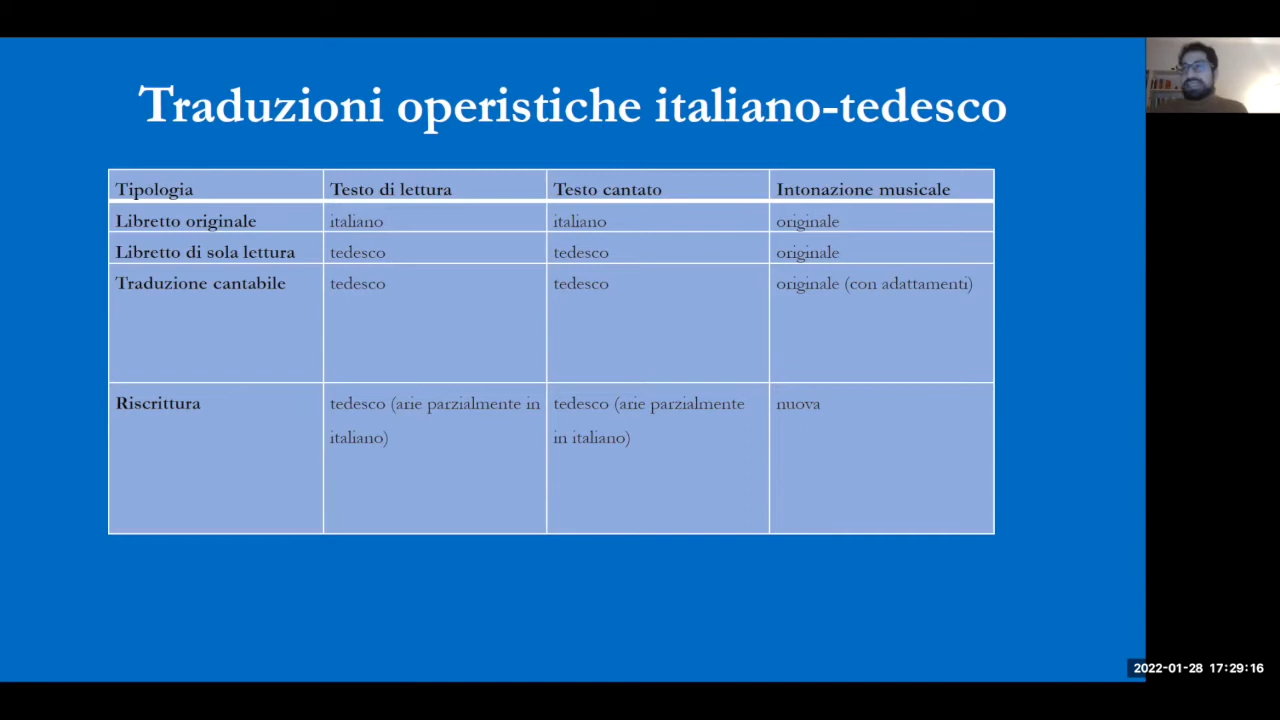 Traduzioni operistiche italiano-tedesco
Tipologia Testo di lettura Testo cantato Intonazione musicale
Libretto originale italiano italiano originale
Libretto di sola lettura tedesco tedesco originale
Traduzione cantabile tedesco tedesco originale (con adattamenti)
Riscrittura tedesco (arie parzialmente in tedesco (arie parzialmente nuova
italiano) in italiano)
2022-01-28 17:29:16